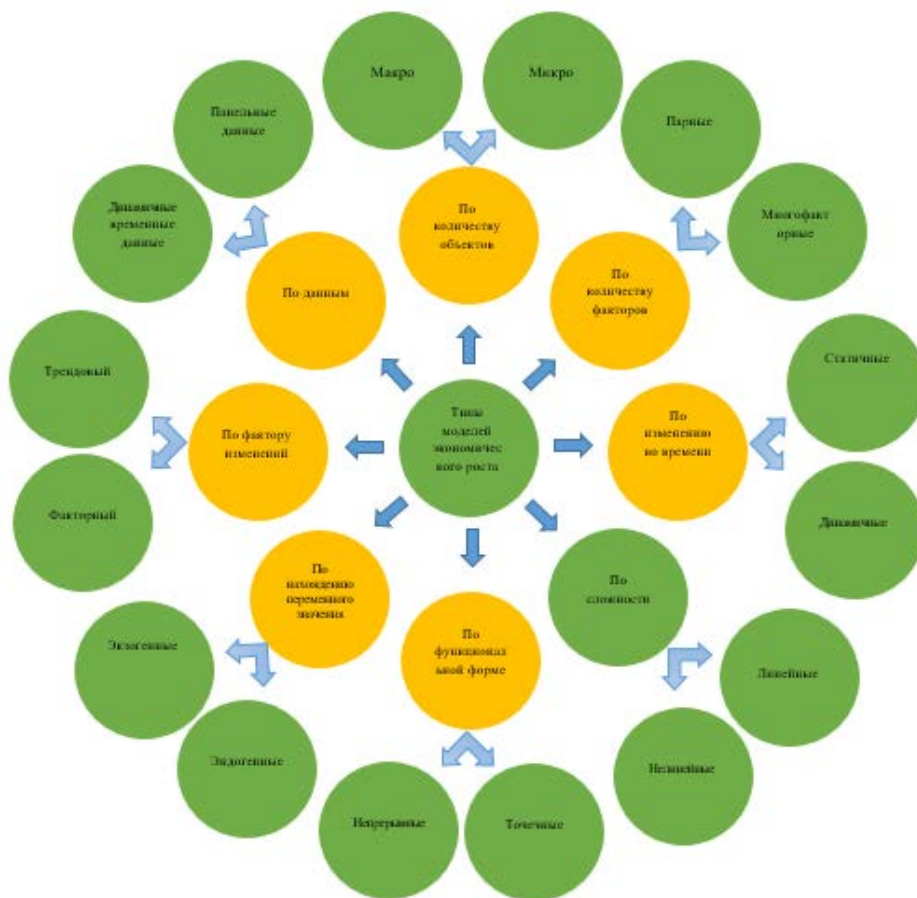 Макро
Микро
Панельные
данные
Парные
Динамичные
временные
данные
По
количеству
объектов
Многофакт
орные
По данным
По
количеству
факторов
Трендовый
Статичные
По фактору
изменений
Типы
моделей
экономичес
кого роста
По
изменению
во времени
Факторный
Динамичные
По
нахождению
переменного
значения
По
сложности
Экзогенные
По
функционал
ьной форме
Линейные
Эндогенные
Нелинейные
Непрерывные
Точечные